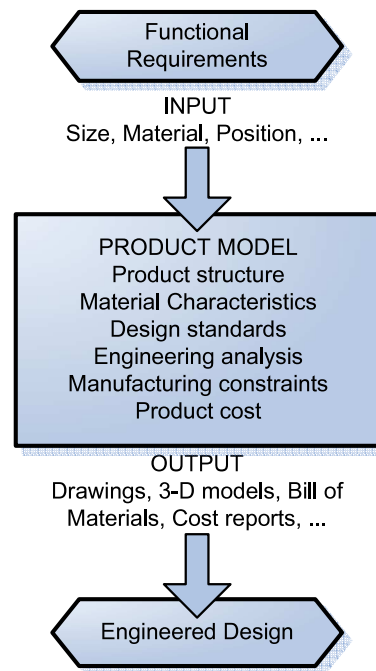 Functional
Requirements
INPUT
Size, Material, Position, ...
PRODUCT MODEL
Product structure
Material Characteristics
Design standards
Engineering analysis
Manufacturing constraints
Product cost
OUTPUT
Drawings, 3-D models, Bill of
Materials, Cost reports, ...
Engineered Design